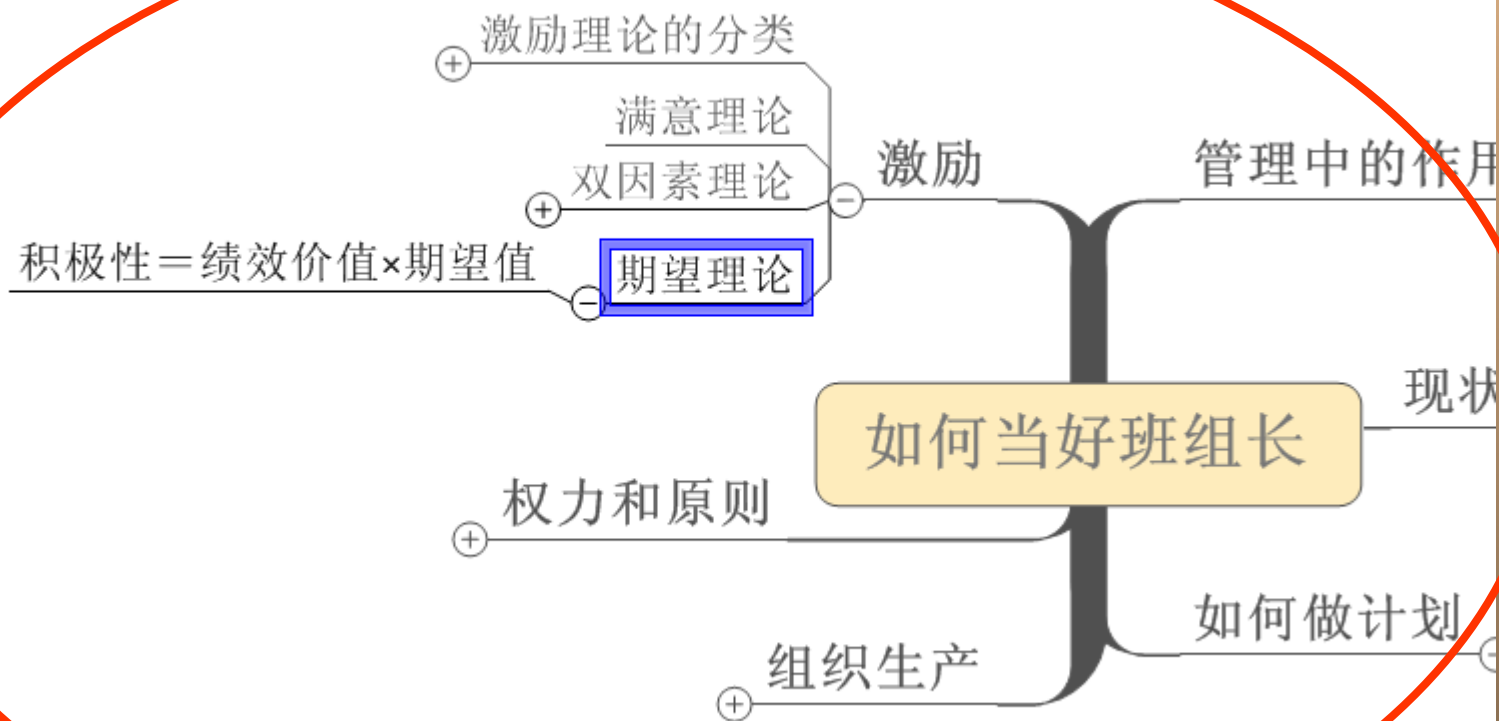 激励理论的分类
满意理论
双因素理论
期望理论
积极性＝绩效价值×期望值
激励
管理中的作用
现状
如何当好班组长
权力和原则
如何做计划
组织生产